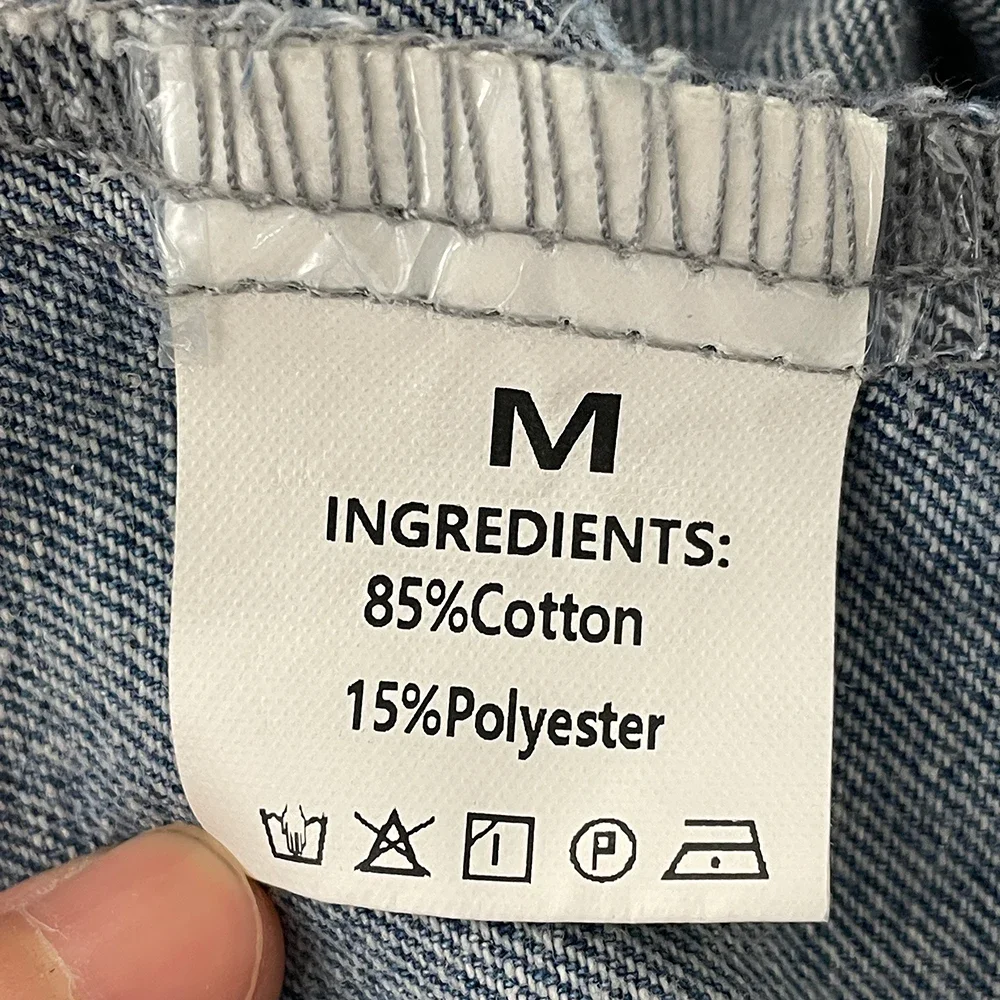 M
INGREDIENTS:
85%Cotton
15%Polyester
P